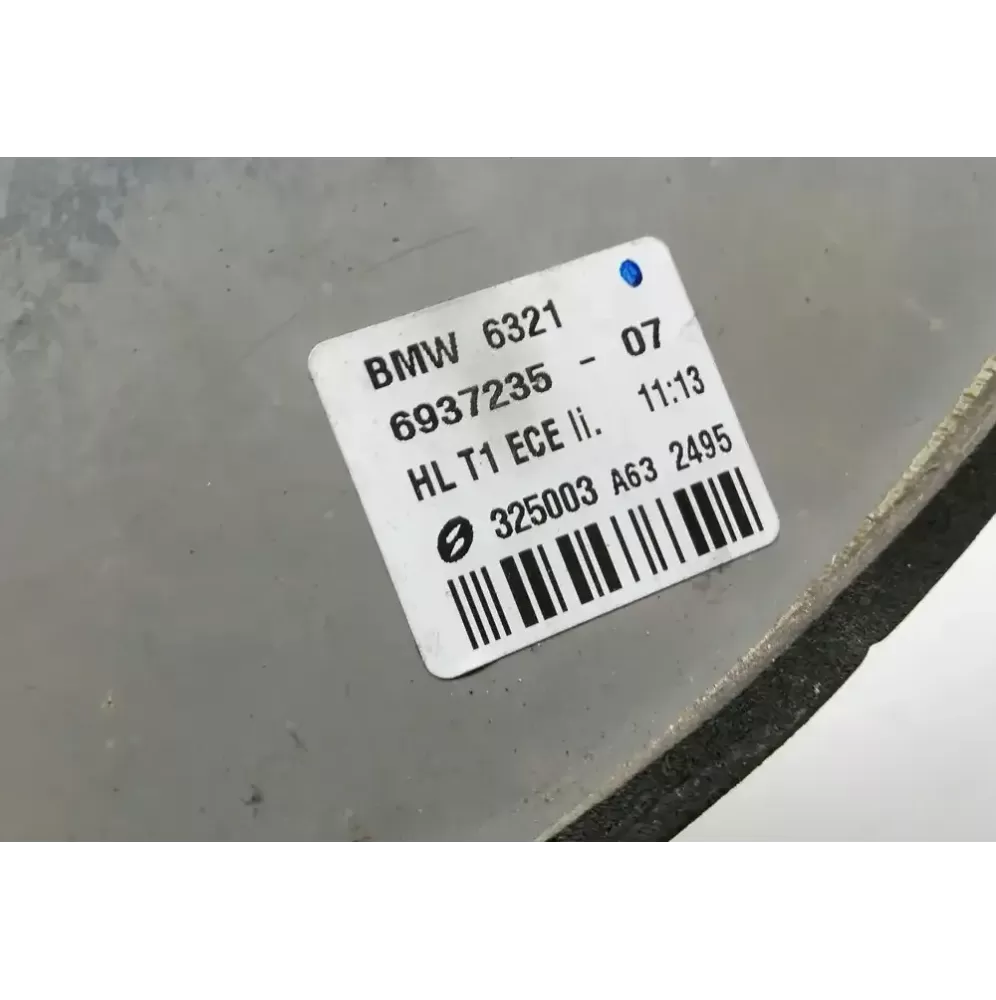 BMW 6321
6937235 - 07
HL T1 ECE li. 11:13
325003 A63 2495